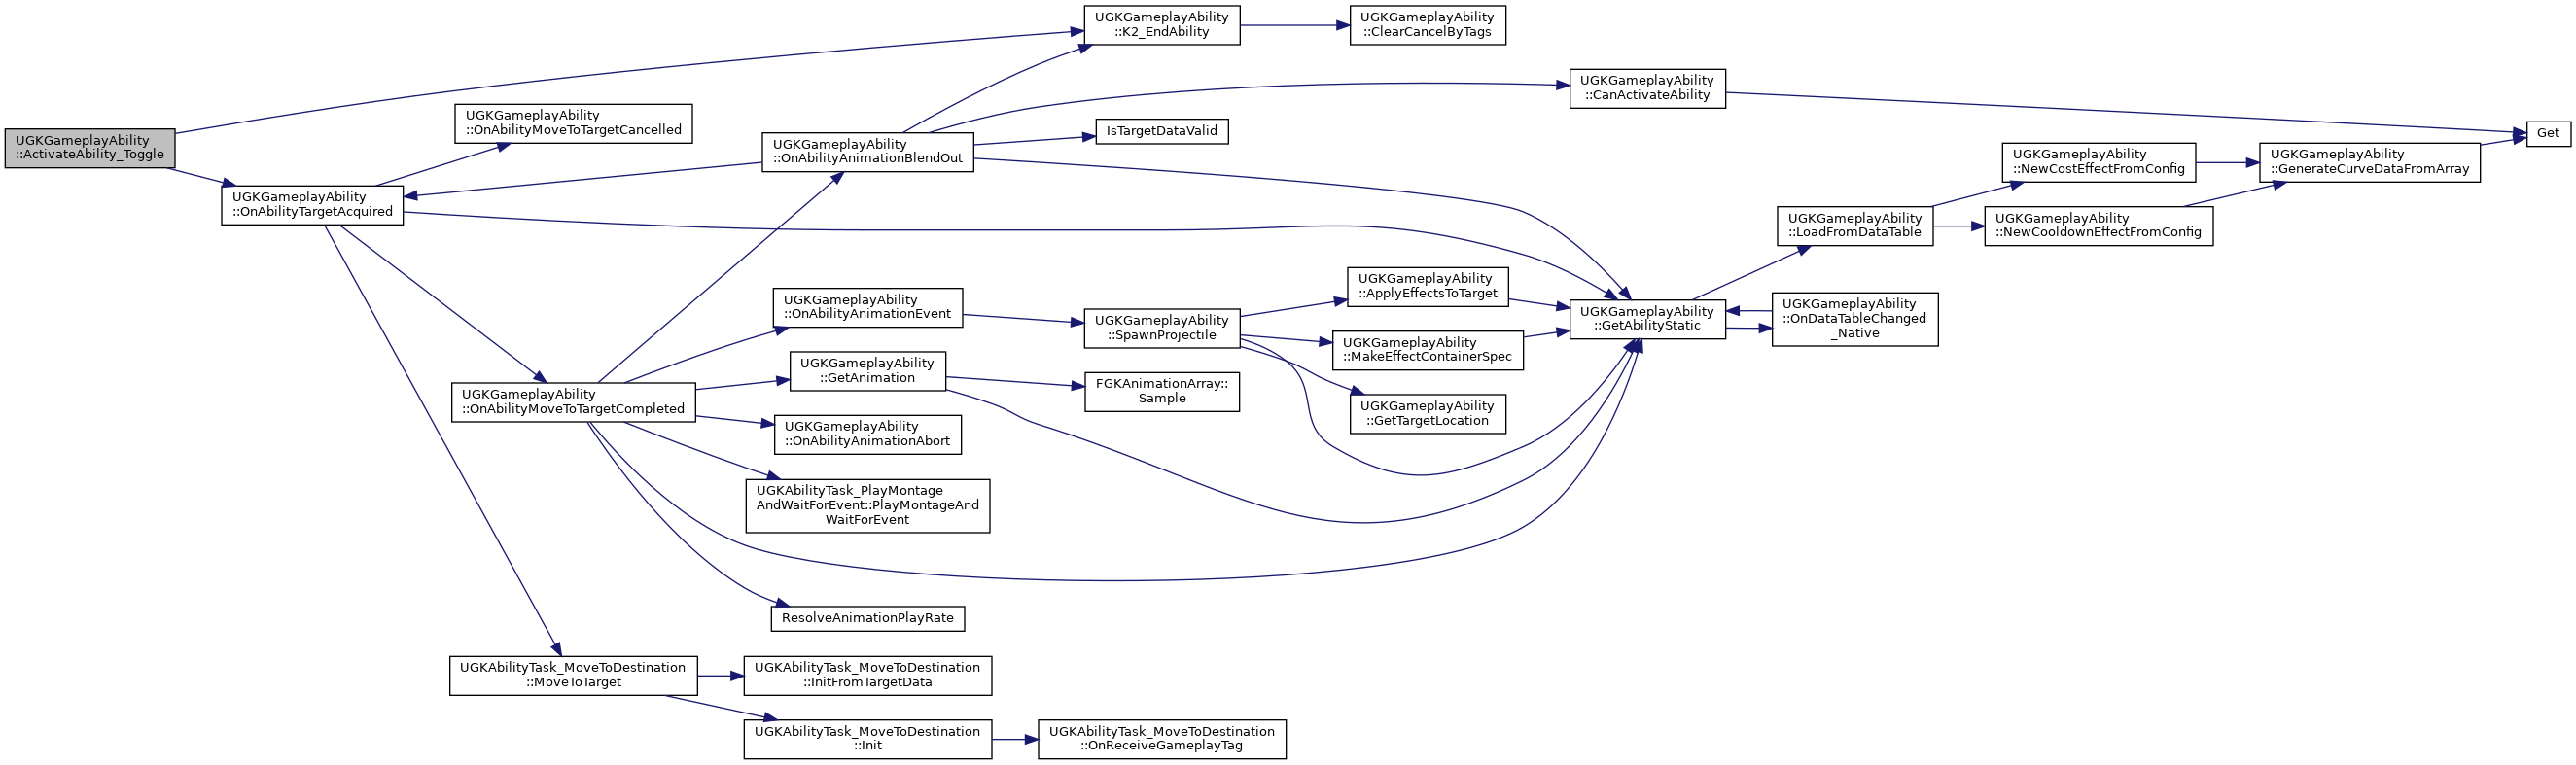 UGKGameplayAbility
::ActivateAbility_Toggle
UGKGameplayAbility
::OnAbilityTargetAcquired
UGKGameplayAbility
::OnAbilityMoveToTargetCancelled
UGKGameplayAbility
::OnAbilityMoveToTargetCompleted
UGKAbilityTask_MoveToDestination
::MoveToTarget
UGKGameplayAbility
::OnAbilityAnimationBlendOut
UGKGameplayAbility
::OnAbilityAnimationEvent
UGKGameplayAbility
::GetAnimation
UGKGameplayAbility
::OnAbilityAnimationAbort
UGKAbilityTask_PlayMontage
AndWaitForEvent::PlayMontageAnd
WaitForEvent
ResolveAnimationPlayRate
UGKAbilityTask_MoveToDestination
::InitFromTargetData
UGKAbilityTask_MoveToDestination
::Init
UGKGameplayAbility
::K2_EndAbility
IsTargetDataValid
UGKGameplayAbility
::SpawnProjectile
FGKAnimationArray::
Sample
UGKAbilityTask_MoveToDestination
::OnReceiveGameplayTag
UGKGameplayAbility
::ClearCancelByTags
UGKGameplayAbility
::ApplyEffectsToTarget
UGKGameplayAbility
::MakeEffectContainerSpec
UGKGameplayAbility
::GetTargetLocation
UGKGameplayAbility
::CanActivateAbility
UGKGameplayAbility
::GetAbilityStatic
UGKGameplayAbility
::LoadFromDataTable
UGKGameplayAbility
::OnDataTableChanged
_Native
UGKGameplayAbility
::NewCostEffectFromConfig
UGKGameplayAbility
::NewCooldownEffectFromConfig
UGKGameplayAbility
::GenerateCurveDataFromArray
Get